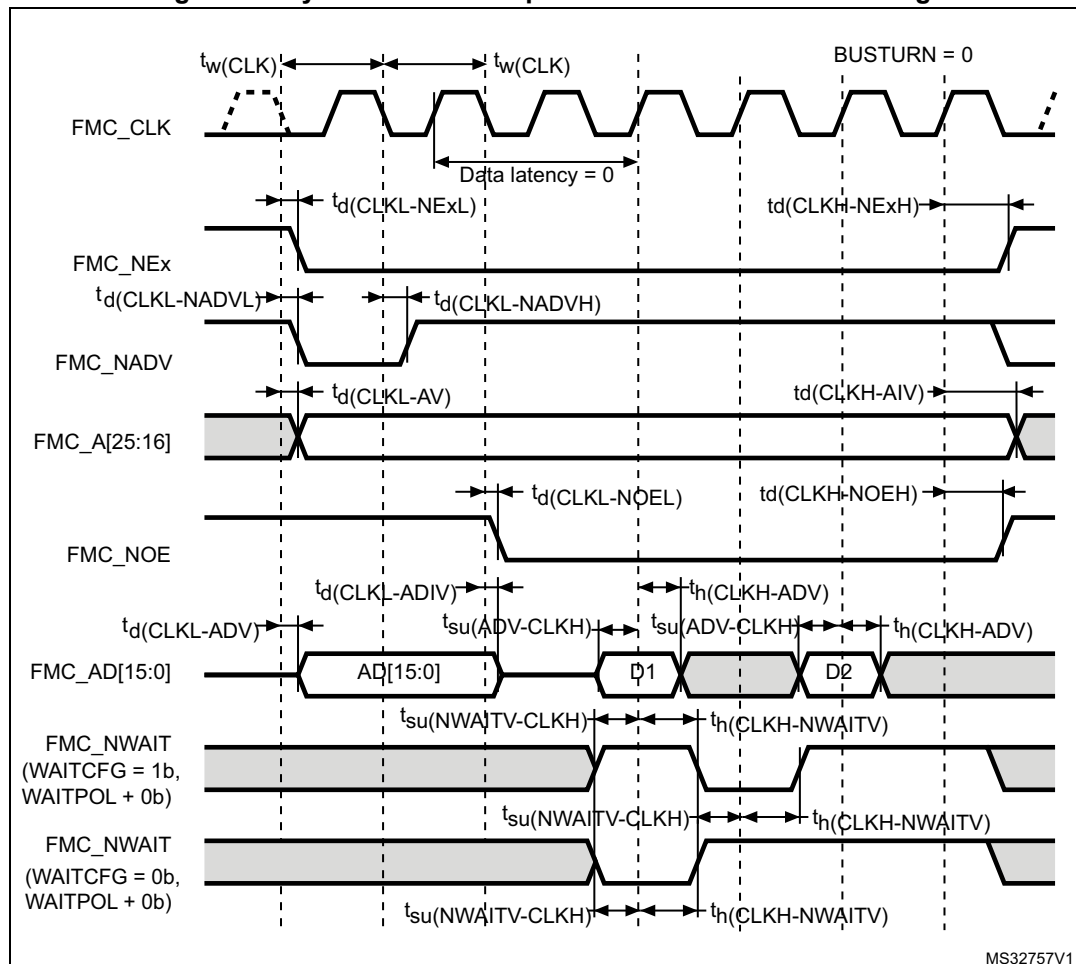 tw(CLK) tw(CLK) BUSTURN = 0
FMC_CLK
Data latency = 0
td(CLKL-NExL) td(CLKH-NExH)
FMC_NEx
td(CLKL-NADVL) td(CLKL-NADVH)
FMC_NADV
td(CLKL-AV) td(CLKH-AIV)
FMC_A[25:16]
td(CLKL-NOEL) td(CLKH-NOEH)
FMC_NOE
td(CLKL-ADIV) th(CLKH-ADV)
td(CLKL-ADV) tsu(ADV-CLKH) tsu(ADV-CLKH) th(CLKH-ADV)
FMC_AD[15:0] AD[15:0] D1 D2
tsu(NWAITV-CLKH) th(CLKH-NWAITV)
FMC_NWAIT
(WAITCFG = 1b,
WAITPOL + 0b)
tsu(NWAITV-CLKH) th(CLKH-NWAITV)
FMC_NWAIT
(WAITCFG = 0b,
WAITPOL + 0b)
tsu(NWAITV-CLKH) th(CLKH-NWAITV)
MS32757V1